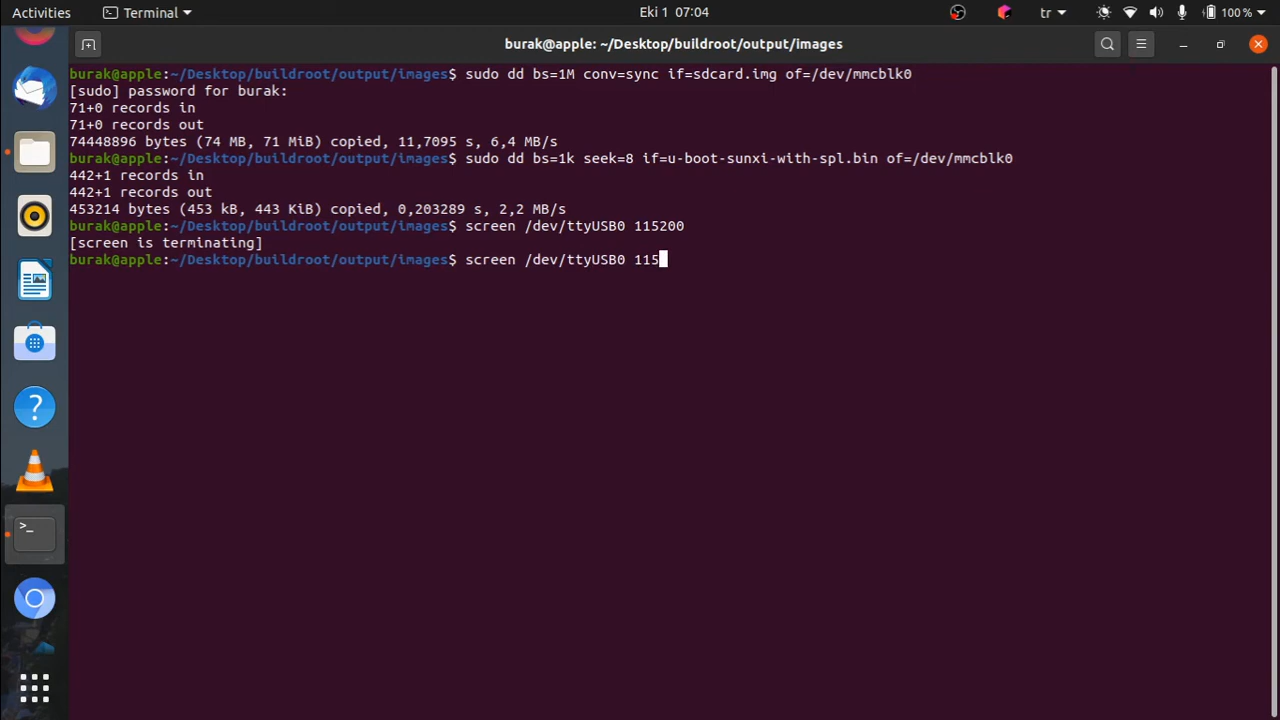 Activities
Terminal
Eki 1 07:04
tr
100 %
burak@apple: ~/Desktop/buildroot/output/images
burak@apple:~/Desktop/buildroot/output/images$ sudo dd bs=1M conv=sync if=sdcard.img of=/dev/mmcblk0
[sudo] password for burak:
71+0 records in
71+0 records out
74448896 bytes (74 MB, 71 MiB) copied, 11,7095 s, 6,4 MB/s
burak@apple:~/Desktop/buildroot/output/images$ sudo dd bs=1k seek=8 if=u-boot-sunxi-with-spl.bin of=/dev/mmcblk0
442+1 records in
442+1 records out
453214 bytes (453 kB, 443 KiB) copied, 0,203289 s, 2,2 MB/s
burak@apple:~/Desktop/buildroot/output/images$ screen /dev/ttyUSB0 115200
[screen is terminating]
burak@apple:~/Desktop/buildroot/output/images$ screen /dev/ttyUSB0 115